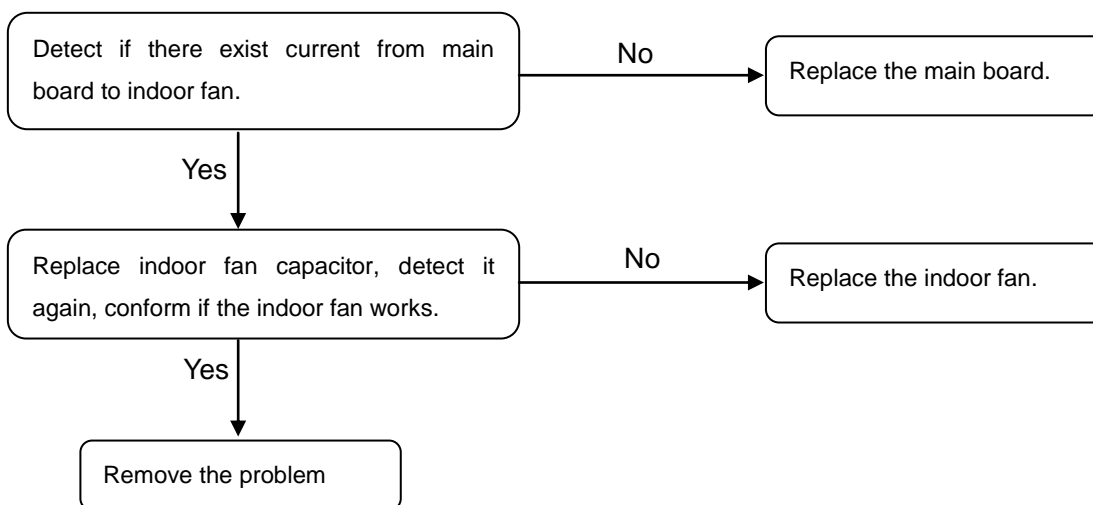 Detect if there exist current from main
board to indoor fan.
No
Replace the main board.
Yes
Replace indoor fan capacitor, detect it
again, conform if the indoor fan works.
No
Replace the indoor fan.
Yes
Remove the problem